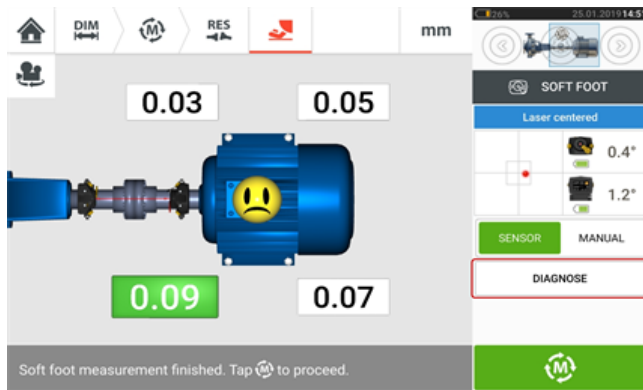 DIM
M
RES
mm
26%
25.01.2019 14:5
SOFT FOOT
Laser centered
0.03
0.05
0.4°
1.2°
SENSOR
MANUAL
DIAGNOSE
0.09
0.07
Soft foot measurement finished. Tap M to proceed.
M